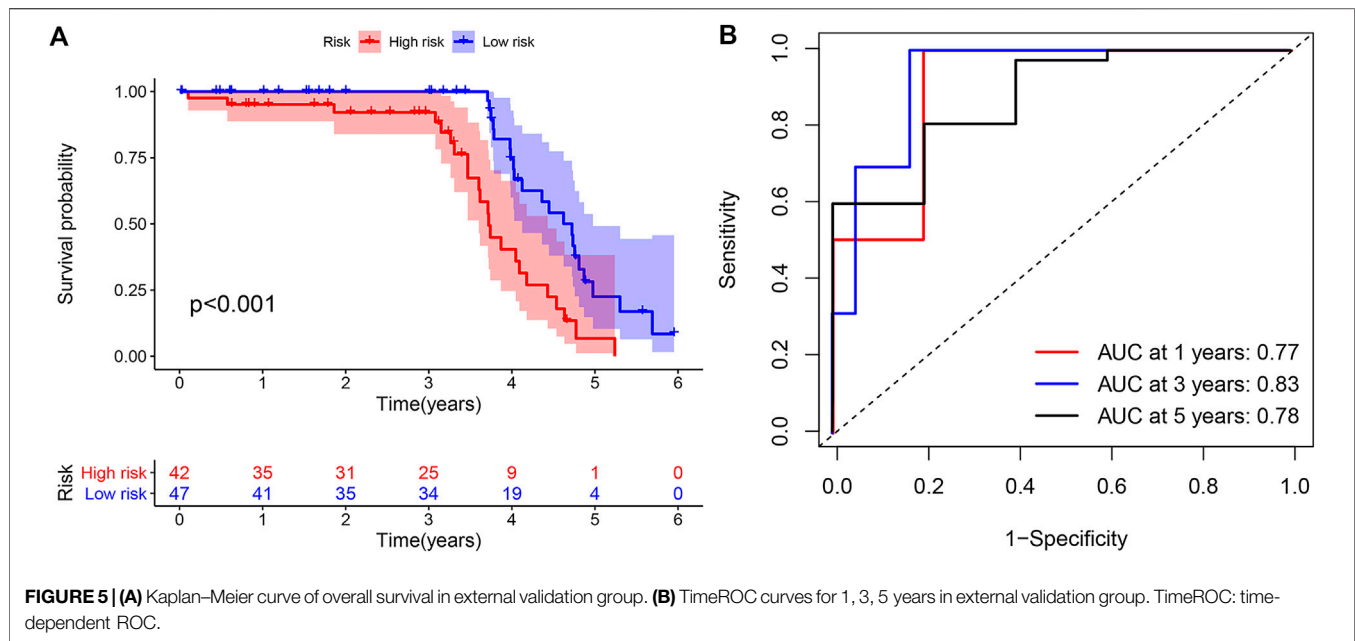 A
Risk High risk Low risk
Survival probability
1.00
0.75
0.50
0.25
0.00
p<0.001
0 1 2 3 4 5 6
Time(years)
Risk
High risk 42 35 31 25 9 1 0
Low risk 47 41 35 34 19 4 0
0 1 2 3 4 5 6
Time(years)
B
Sensitivity
1.0
0.8
0.6
0.4
0.2
0.0
AUC at 1 years: 0.77
AUC at 3 years: 0.83
AUC at 5 years: 0.78
0.0 0.2 0.4 0.6 0.8 1.0
1−Specificity
FIGURE 5 | (A) Kaplan–Meier curve of overall survival in external validation group. (B) TimeROC curves for 1, 3, 5 years in external validation group. TimeROC: time-
dependent ROC.